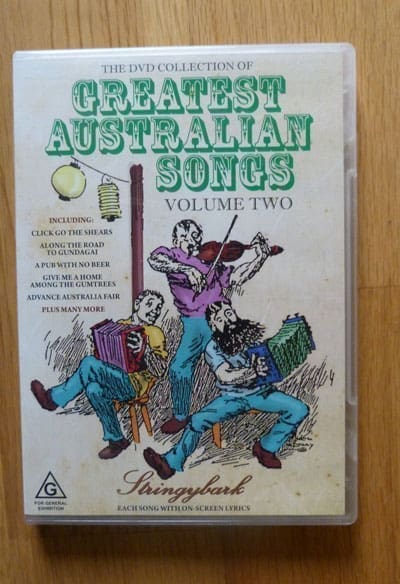 THE DVD COLLECTION OF
GREATEST
AUSTRALIAN
SONGS
VOLUME TWO
INCLUDING:
CLICK GO THE SHEARS
ALONG THE ROAD
TO GUNDAGAI
A PUB WITH NO BEER
GIVE ME A HOME
AMONG THE GUMTREES
ADVANCE AUSTRALIA FAIR
PLUS MANY MORE
Stringybark
EACH SONG WITH ON-SCREEN LYRICS
G
FOR GENERAL
EXHIBITION